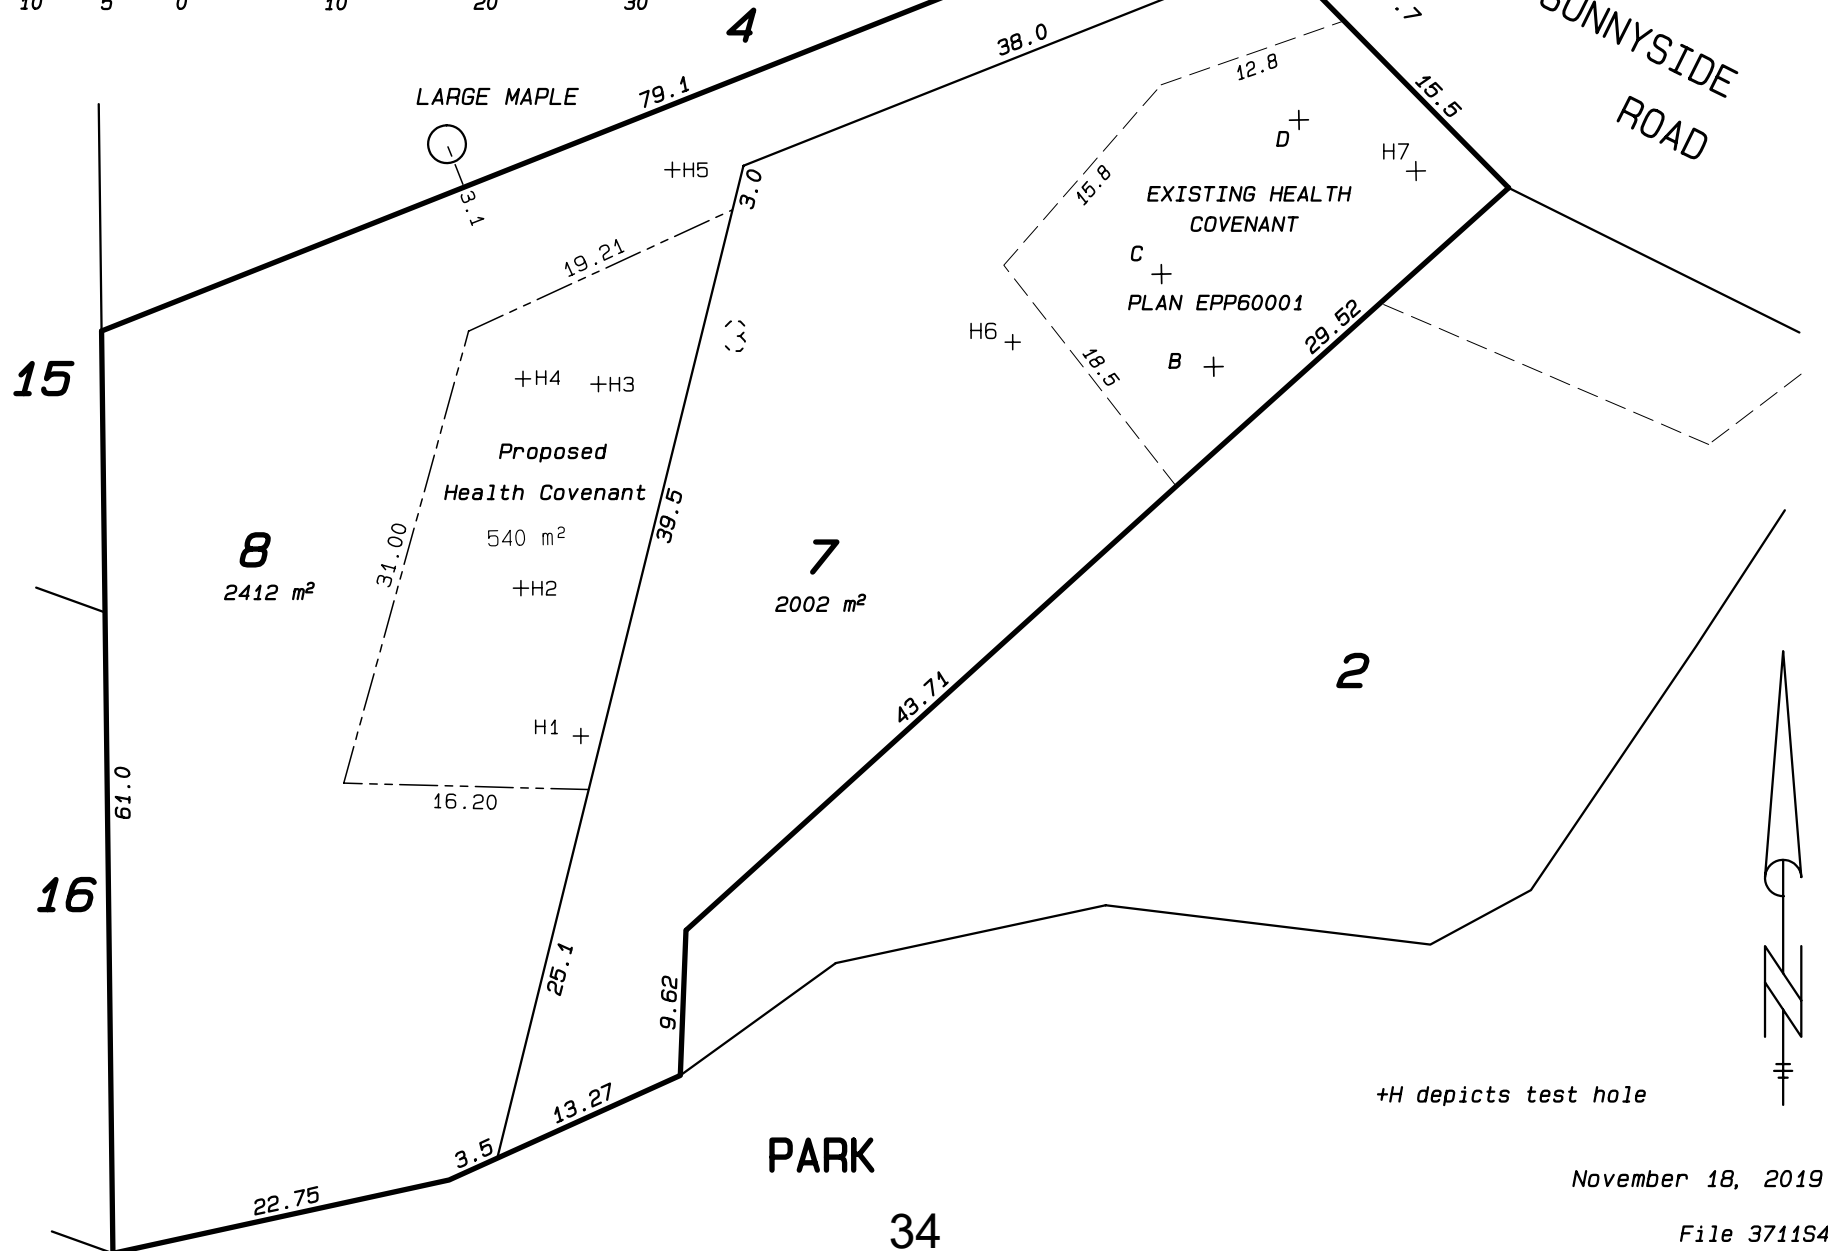 10 5 0 10 20 30
4
38.0
.7
SUNNYSIDE
ROAD
12.8
15.5
79.1
LARGE MAPLE
3.1
+H5
3.0
D
H7
15.8
EXISTING HEALTH
COVENANT
C
PLAN EPP60001
19.21
29.52
H6
B
18.5
15
+H4
+H3
Proposed
Health Covenant
540 m²
39.5
31.00
8
2412 m²
+H2
7
2002 m²
2
43.71
H1
16.20
61.0
16
25.1
9.62
N
+H depicts test hole
13.27
3.5
PARK
22.75
November 18, 2019
34
File 3711S4